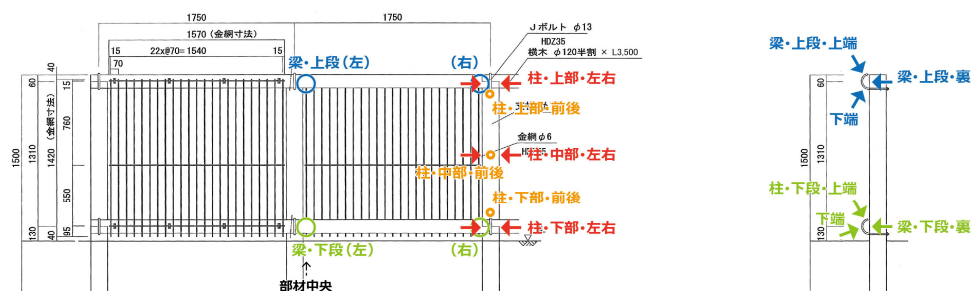 1750
1750
1570 (金網寸法)
15
22x@70= 1540
15
70
Jボルト φ13
HDZ35
横木 φ120半割 × L3,500
梁・上段(左)
(右)
柱・上部・左右
柱・上部・前後
金網φ6
柱・中部・左右
柱・中部・前後
柱・下部・前後
柱・下部・左右
梁・下段(左)
(右)
部材中央
40
60
15
(金網寸法)
760
1500
1310
1420
550
130
40
95
梁・上段・上端
梁・上段・裏
下端
60
1500
1310
130
柱・下段・上端
下端
梁・下段・裏